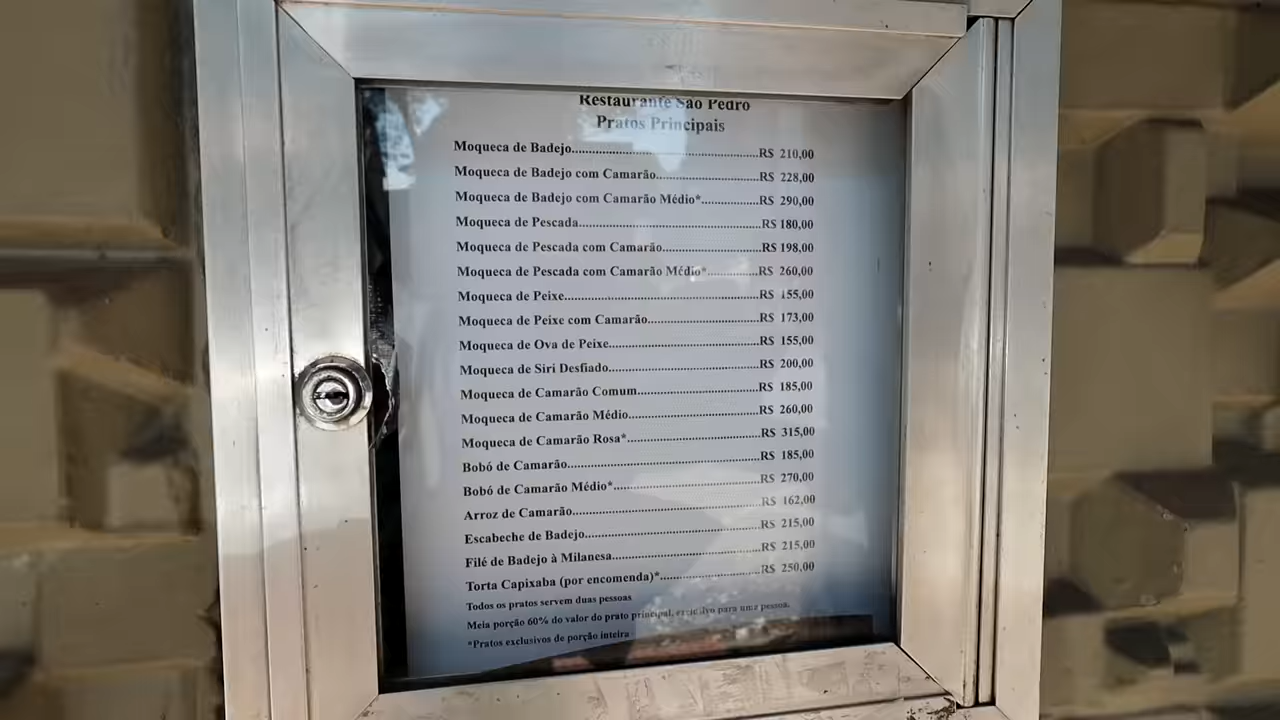 Restaurante São Pedro
Pratos Principais
Moqueca de Badejo..................................................R$ 210,00
Moqueca de Badejo com Camarão............................R$ 228,00
Moqueca de Badejo com Camarão Médio*................R$ 290,00
Moqueca de Pescada..................................................R$ 180,00
Moqueca de Pescada com Camarão...........................R$ 198,00
Moqueca de Pescada com Camarão Médio*..............R$ 260,00
Moqueca de Peixe.....................................................R$ 155,00
Moqueca de Peixe com Camarão..............................R$ 173,00
Moqueca de Ova de Peixe.........................................R$ 155,00
Moqueca de Siri Desfiado.........................................R$ 200,00
Moqueca de Camarão Comum.................................R$ 185,00
Moqueca de Camarão Médio...................................R$ 260,00
Moqueca de Camarão Rosa*....................................R$ 315,00
Bobó de Camarão.....................................................R$ 185,00
Bobó de Camarão Médio*........................................R$ 270,00
Arroz de Camarão....................................................R$ 162,00
Escabeche de Badejo................................................R$ 215,00
Filé de Badejo à Milanesa........................................R$ 215,00
Torta Capixaba (por encomenda)*...........................R$ 250,00
Todos os pratos servem duas pessoas
Meia porção 60% do valor do prato principal, exclusivo para uma pessoa.
*Pratos exclusivos de porção inteira